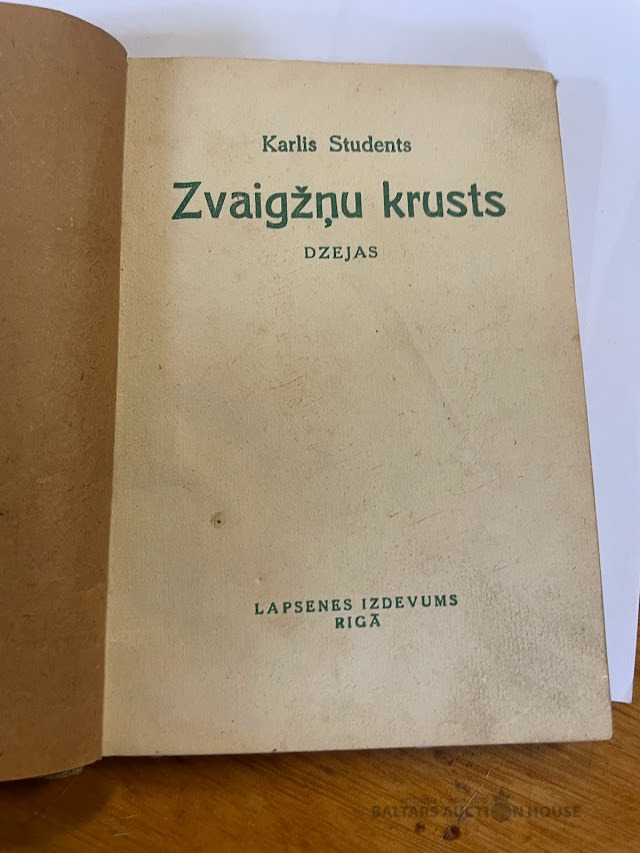 Karlis Students
Zvaigžņu krusts
DZEJAS
LAPSENES IZDEVUMS
RIGĀ
BALTARS AUCTION HOUSE